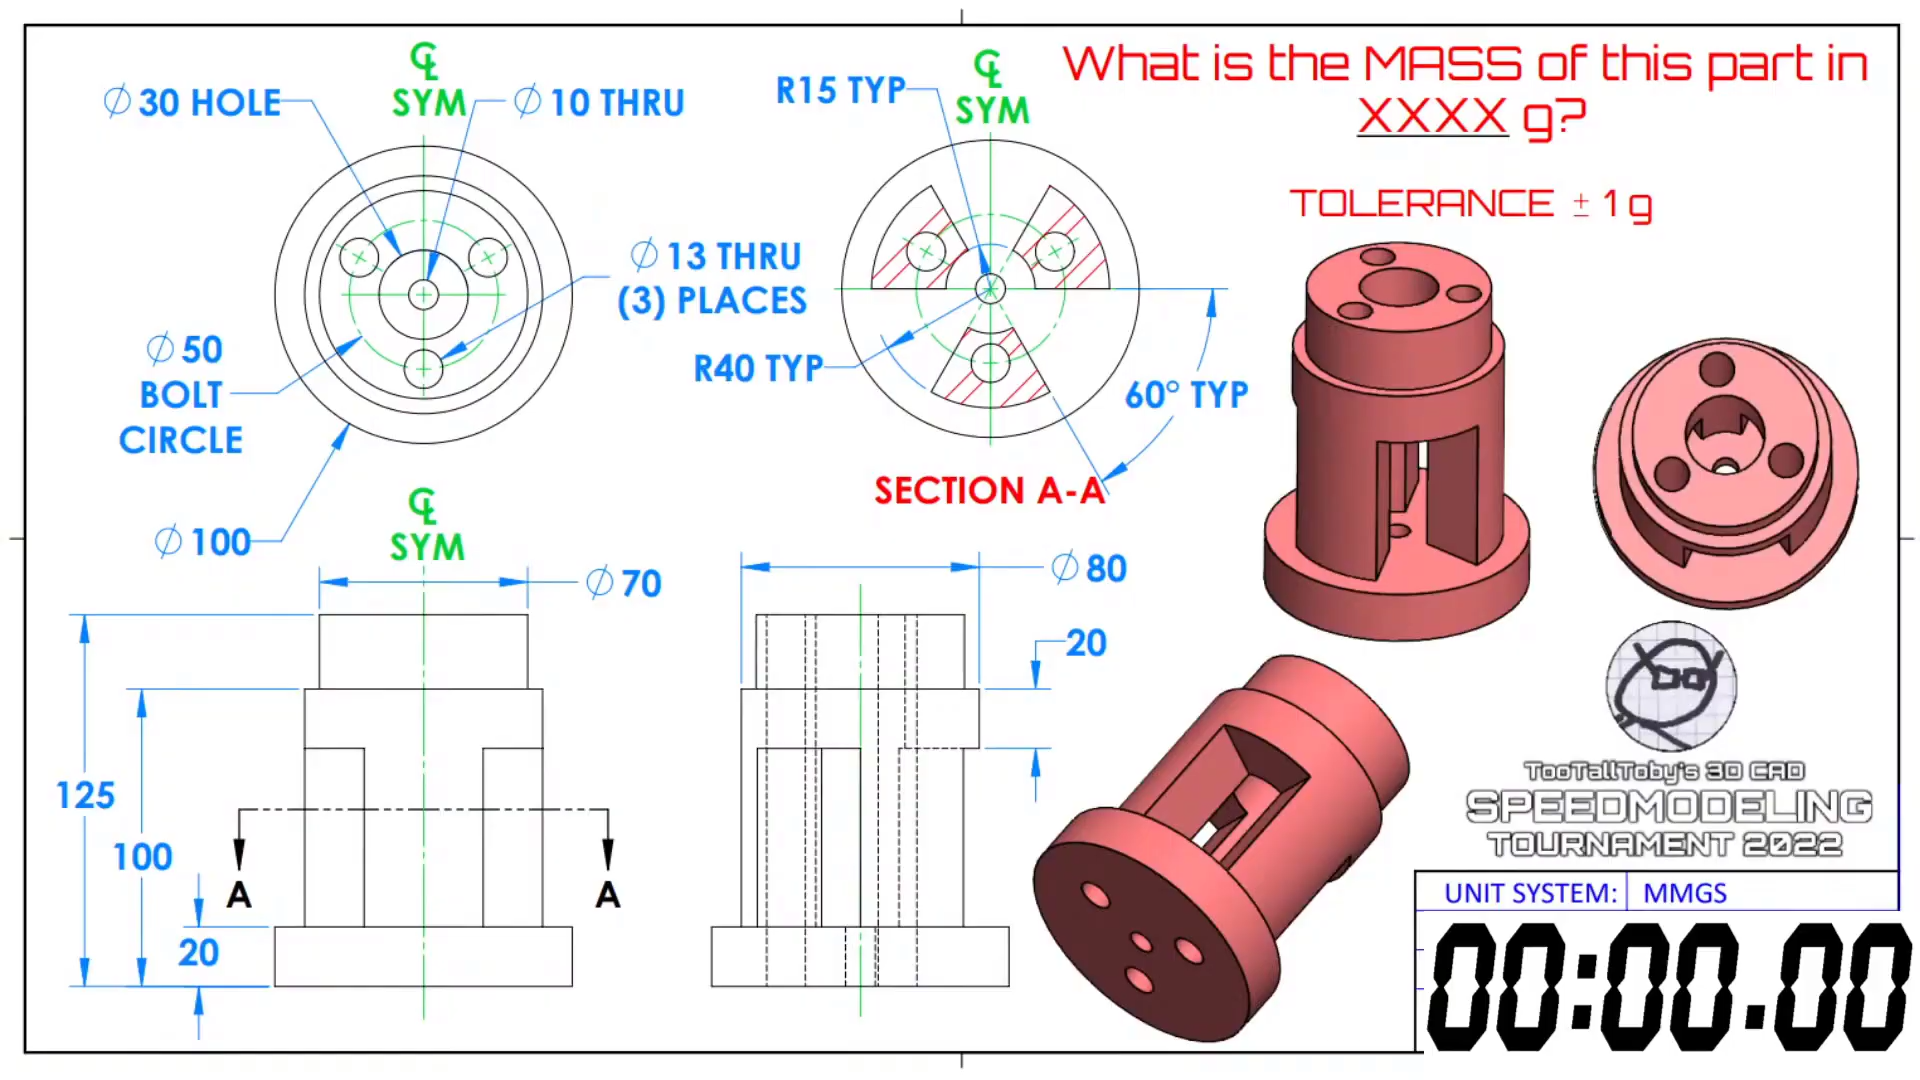 ℄
SYM
⌀ 30 HOLE
⌀ 10 THRU
R15 TYP
℄
SYM
What is the MASS of this part in
XXXX g?
TOLERANCE ± 1 g
⌀ 13 THRU
(3) PLACES
⌀ 50
BOLT
CIRCLE
R40 TYP
60° TYP
SECTION A-A
⌀ 100
℄
SYM
⌀ 70
⌀ 80
20
125
100
A
A
20
TooTallToby's 3D CAD
SPEEDMODELING
TOURNAMENT 2022
UNIT SYSTEM: MMGS
00:00.00